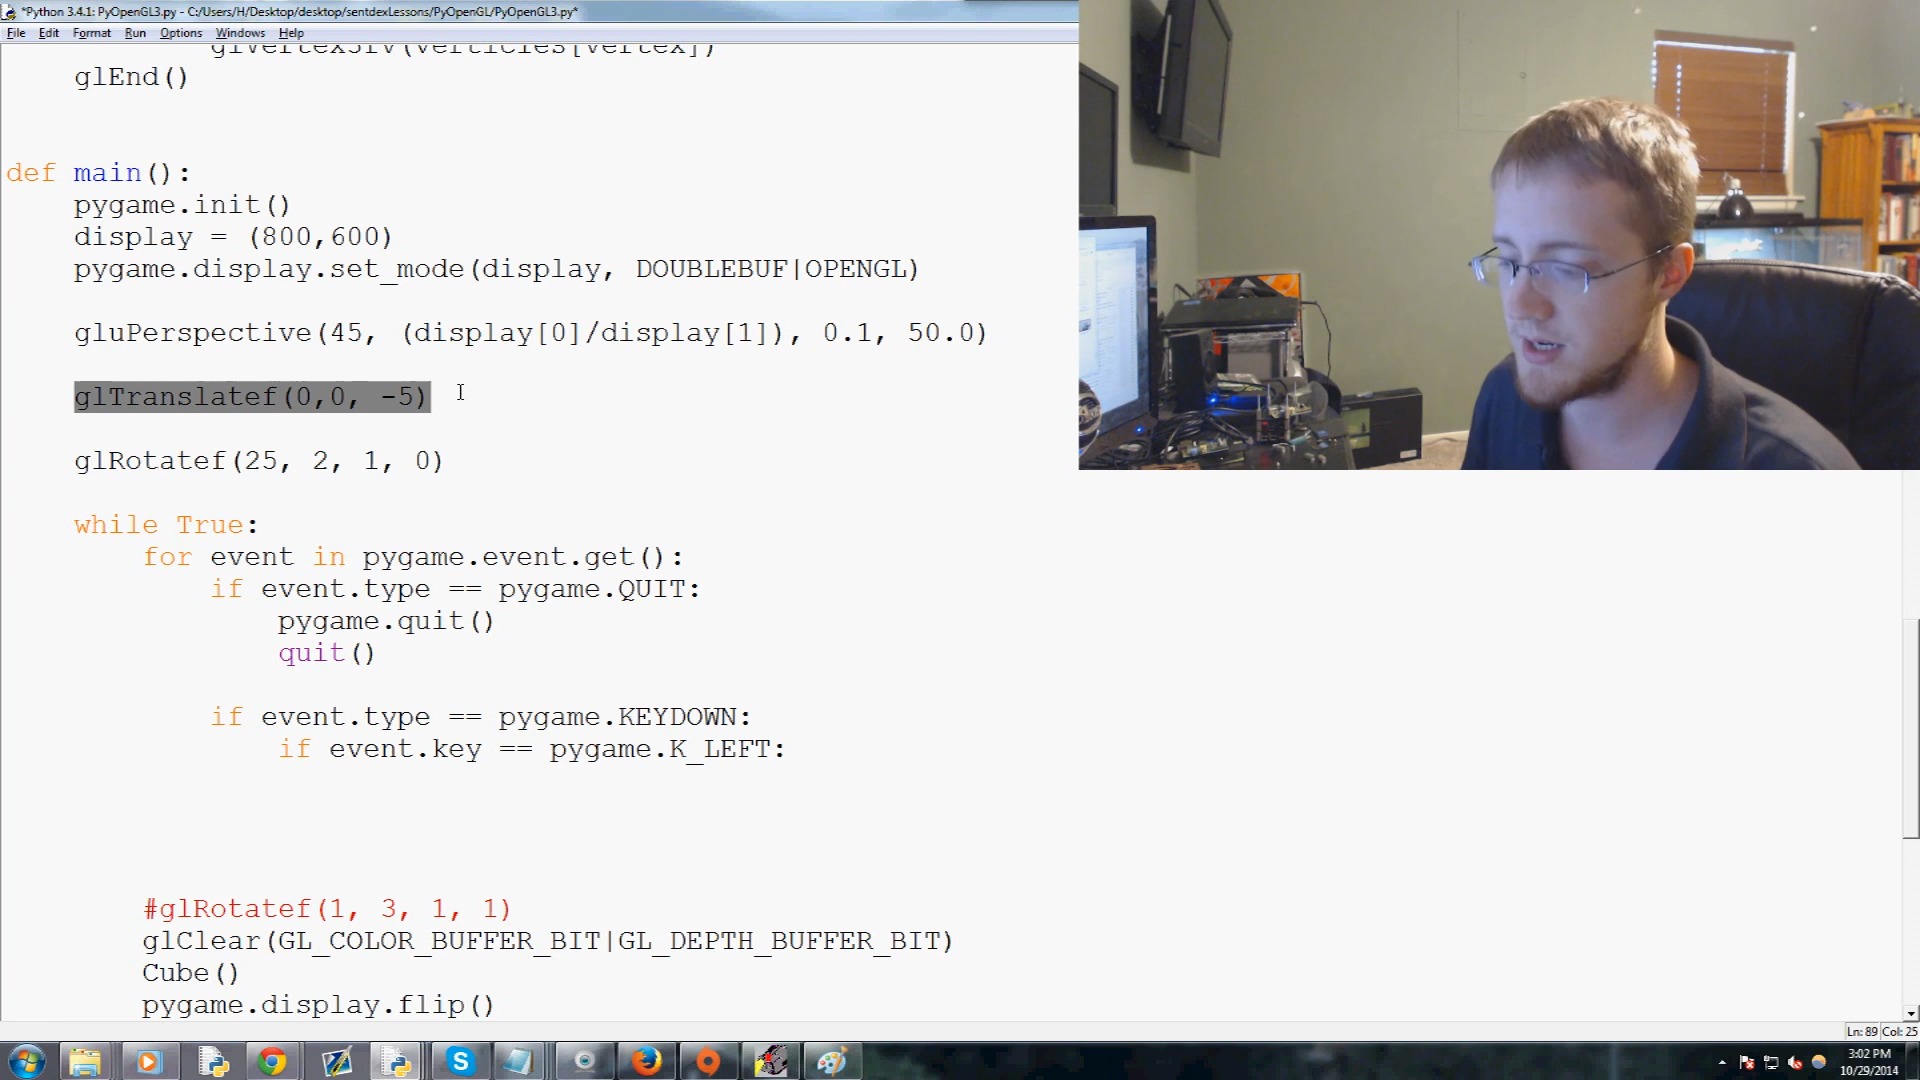 *Python 3.4.1: PyOpenGL3.py - C:/Users/H/Desktop/desktop/sentdexLessons/PyOpenGL/PyOpenGL3.py*
File Edit Format Run Options Windows Help
glVertex3fv(verticies[vertex])
glEnd()
def main():
pygame.init()
display = (800,600)
pygame.display.set_mode(display, DOUBLEBUF|OPENGL)
gluPerspective(45, (display[0]/display[1]), 0.1, 50.0)
glTranslatef(0,0, -5)
glRotatef(25, 2, 1, 0)
while True:
for event in pygame.event.get():
if event.type == pygame.QUIT:
pygame.quit()
quit()
if event.type == pygame.KEYDOWN:
if event.key == pygame.K_LEFT:
#glRotatef(1, 3, 1, 1)
glClear(GL_COLOR_BUFFER_BIT|GL_DEPTH_BUFFER_BIT)
Cube()
pygame.display.flip()
Ln: 89 Col: 25
3:02 PM
10/29/2014